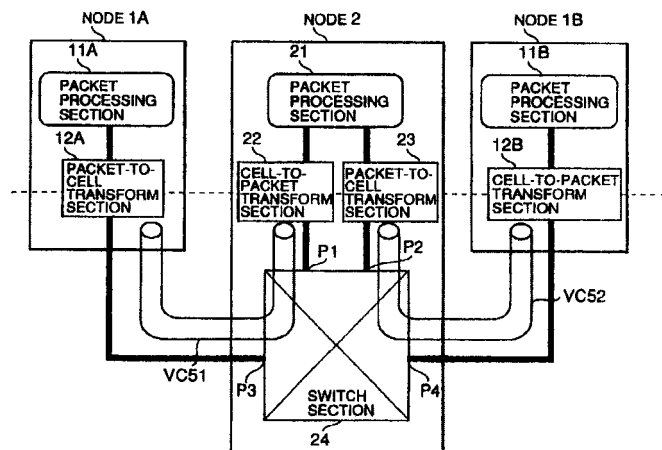 NODE 1A
NODE 2
NODE 1B
11A
PACKET
PROCESSING
SECTION
21
PACKET
PROCESSING
SECTION
11B
PACKET
PROCESSING
SECTION
12A
PACKET-TO-
CELL
TRANSFORM
SECTION
22
CELL-TO-
PACKET
TRANSFORM
SECTION
23
PACKET-TO-
CELL
TRANSFORM
SECTION
12B
CELL-TO-PACKET
TRANSFORM
SECTION
P1
P2
VC51
VC52
P3
P4
SWITCH
SECTION
24